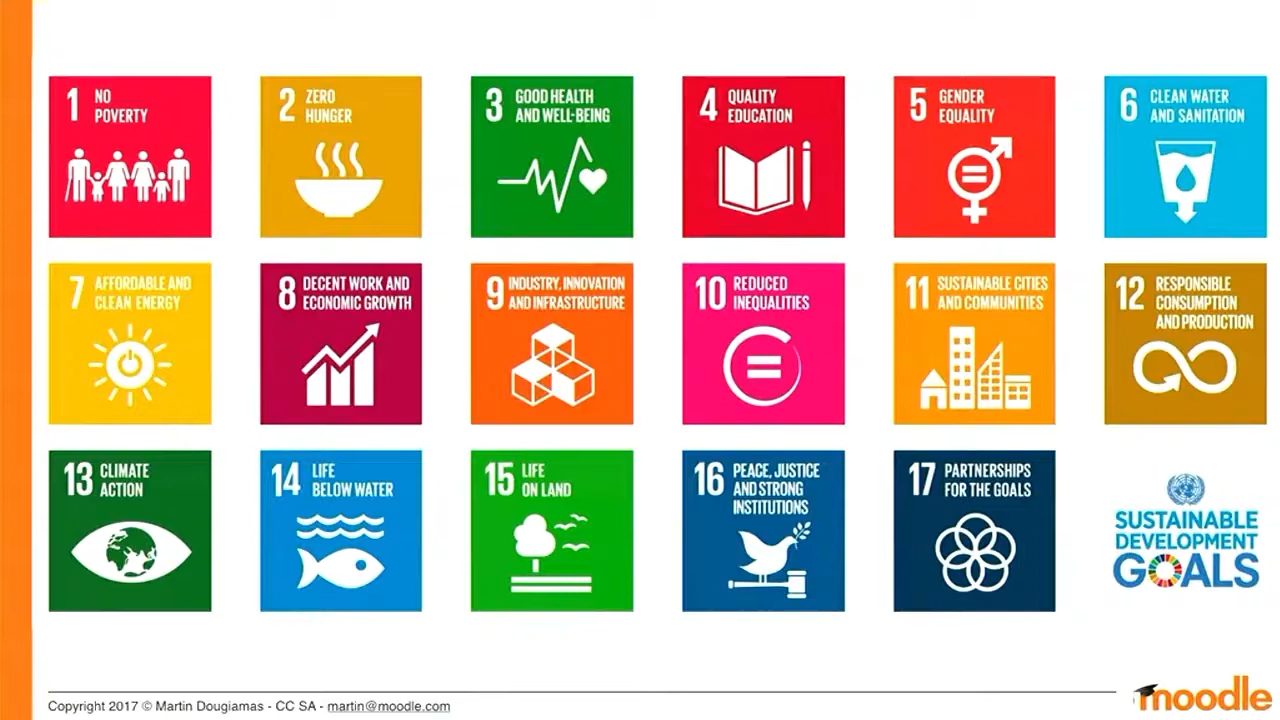 1 NO
POVERTY
2 ZERO
HUNGER
3 GOOD HEALTH
AND WELL-BEING
4 QUALITY
EDUCATION
5 GENDER
EQUALITY
6 CLEAN WATER
AND SANITATION
7 AFFORDABLE AND
CLEAN ENERGY
8 DECENT WORK AND
ECONOMIC GROWTH
9 INDUSTRY, INNOVATION
AND INFRASTRUCTURE
10 REDUCED
INEQUALITIES
11 SUSTAINABLE CITIES
AND COMMUNITIES
12 RESPONSIBLE
CONSUMPTION
AND PRODUCTION
13 CLIMATE
ACTION
14 LIFE
BELOW WATER
15 LIFE
ON LAND
16 PEACE, JUSTICE
AND STRONG
INSTITUTIONS
17 PARTNERSHIPS
FOR THE GOALS
SUSTAINABLE
DEVELOPMENT
GOALS
Copyright 2017 © Martin Dougiamas - CC SA - martin@moodle.com
moodle